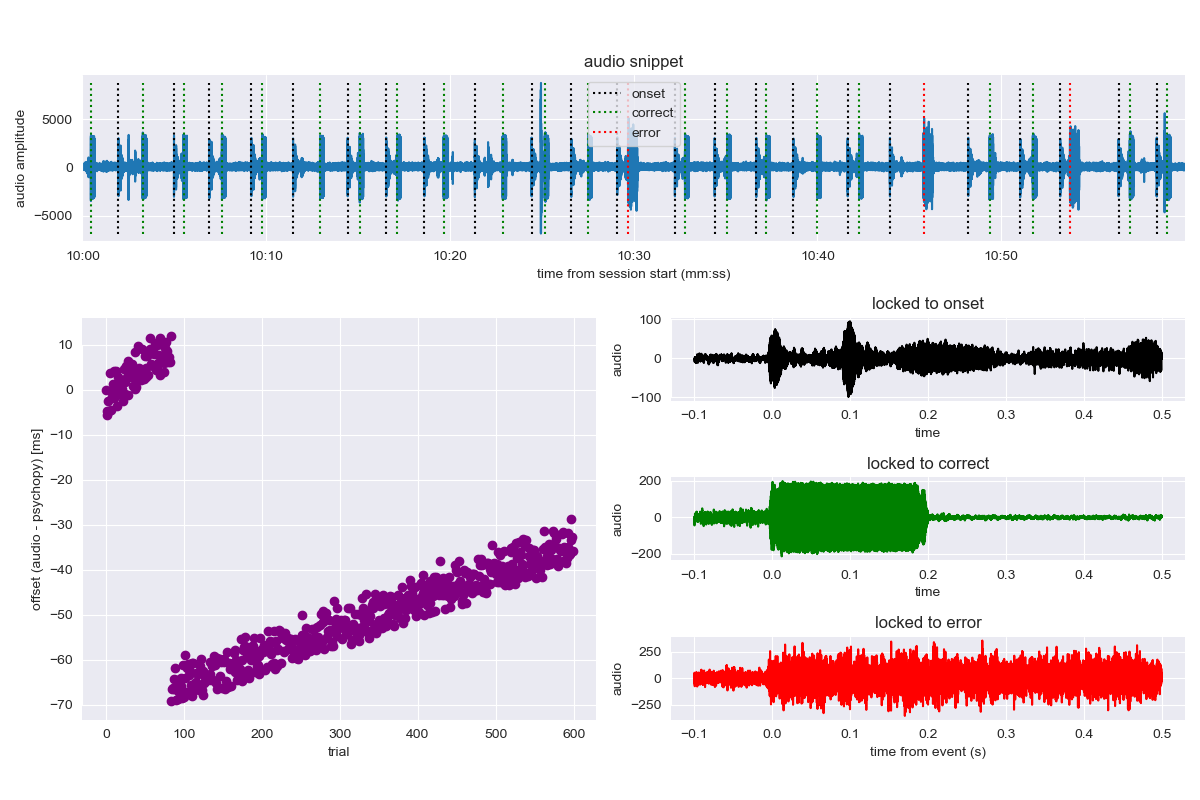 audio snippet
audio amplitude
5000
0
−5000
onset
correct
error
10:00 10:10 10:20 10:30 10:40 10:50
time from session start (mm:ss)
offset (audio - psychopy) [ms]
10
0
−10
−20
−30
−40
−50
−60
−70
0 100 200 300 400 500 600
trial
locked to onset
audio
100
0
−100
−0.1 0.0 0.1 0.2 0.3 0.4 0.5
time
locked to correct
audio
200
0
−200
−0.1 0.0 0.1 0.2 0.3 0.4 0.5
time
locked to error
audio
250
0
−250
−0.1 0.0 0.1 0.2 0.3 0.4 0.5
time from event (s)